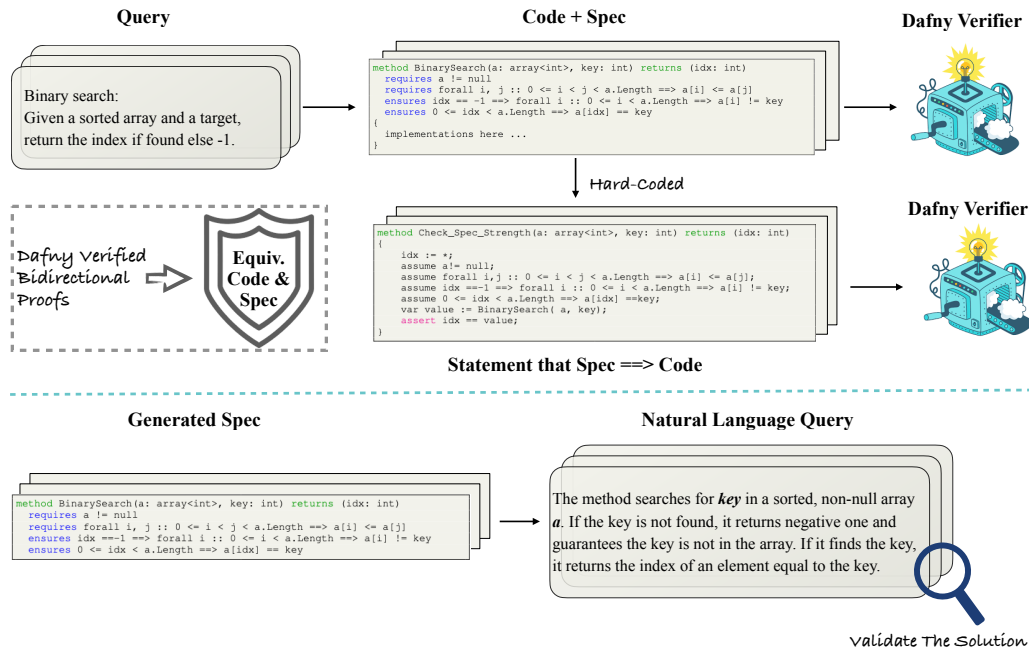 Query
Code + Spec
Dafny Verifier
Binary search:
Given a sorted array and a target,
return the index if found else -1.
method BinarySearch(a: array<int>, key: int) returns (idx: int)
requires a != null
requires forall i, j :: 0 <= i < j < a.Length ==> a[i] <= a[j]
ensures idx == -1 ==> forall i :: 0 <= i < a.Length ==> a[i] != key
ensures 0 <= idx < a.Length ==> a[idx] == key
{
implementations here ...
}
Hard-Coded
Dafny Verifier
Dafny Verified
Bidirectional
Proofs
Equiv.
Code &
Spec
method Check_Spec_Strength(a: array<int>, key: int) returns (idx: int)
{
idx := *;
assume a!= null;
assume forall i,j :: 0 <= i < j < a.Length ==> a[i] <= a[j];
assume idx ==-1 ==> forall i :: 0 <= i < a.Length ==> a[i] != key;
assume 0 <= idx < a.Length ==> a[idx] ==key;
var value := BinarySearch( a, key);
assert idx == value;
}
Statement that Spec ==> Code
Generated Spec
Natural Language Query
method BinarySearch(a: array<int>, key: int) returns (idx: int)
requires a != null
requires forall i, j :: 0 <= i < j < a.Length ==> a[i] <= a[j]
ensures idx ==-1 ==> forall i :: 0 <= i < a.Length ==> a[i] != key
ensures 0 <= idx < a.Length ==> a[idx] == key
The method searches for key in a sorted, non-null array
a. If the key is not found, it returns negative one and
guarantees the key is not in the array. If it finds the key,
it returns the index of an element equal to the key.
Validate The Solution